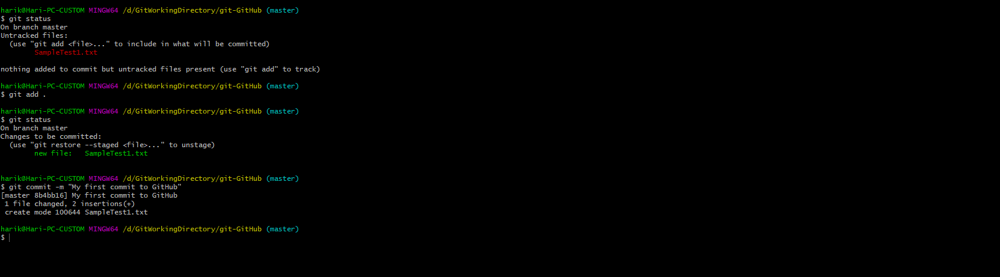 harik@Hari-PC-CUSTOM MINGW64 /d/GitWorkingDirectory/git-GitHub (master)
$ git status
On branch master
Untracked files:
  (use "git add <file>..." to include in what will be committed)
        SampleTest1.txt

nothing added to commit but untracked files present (use "git add" to track)

harik@Hari-PC-CUSTOM MINGW64 /d/GitWorkingDirectory/git-GitHub (master)
$ git add .

harik@Hari-PC-CUSTOM MINGW64 /d/GitWorkingDirectory/git-GitHub (master)
$ git status
On branch master
Changes to be committed:
  (use "git restore --staged <file>..." to unstage)
        new file:   SampleTest1.txt


harik@Hari-PC-CUSTOM MINGW64 /d/GitWorkingDirectory/git-GitHub (master)
$ git commit -m "My first commit to GitHub"
[master 8b4bb16] My first commit to GitHub
 1 file changed, 2 insertions(+)
 create mode 100644 SampleTest1.txt

harik@Hari-PC-CUSTOM MINGW64 /d/GitWorkingDirectory/git-GitHub (master)
$